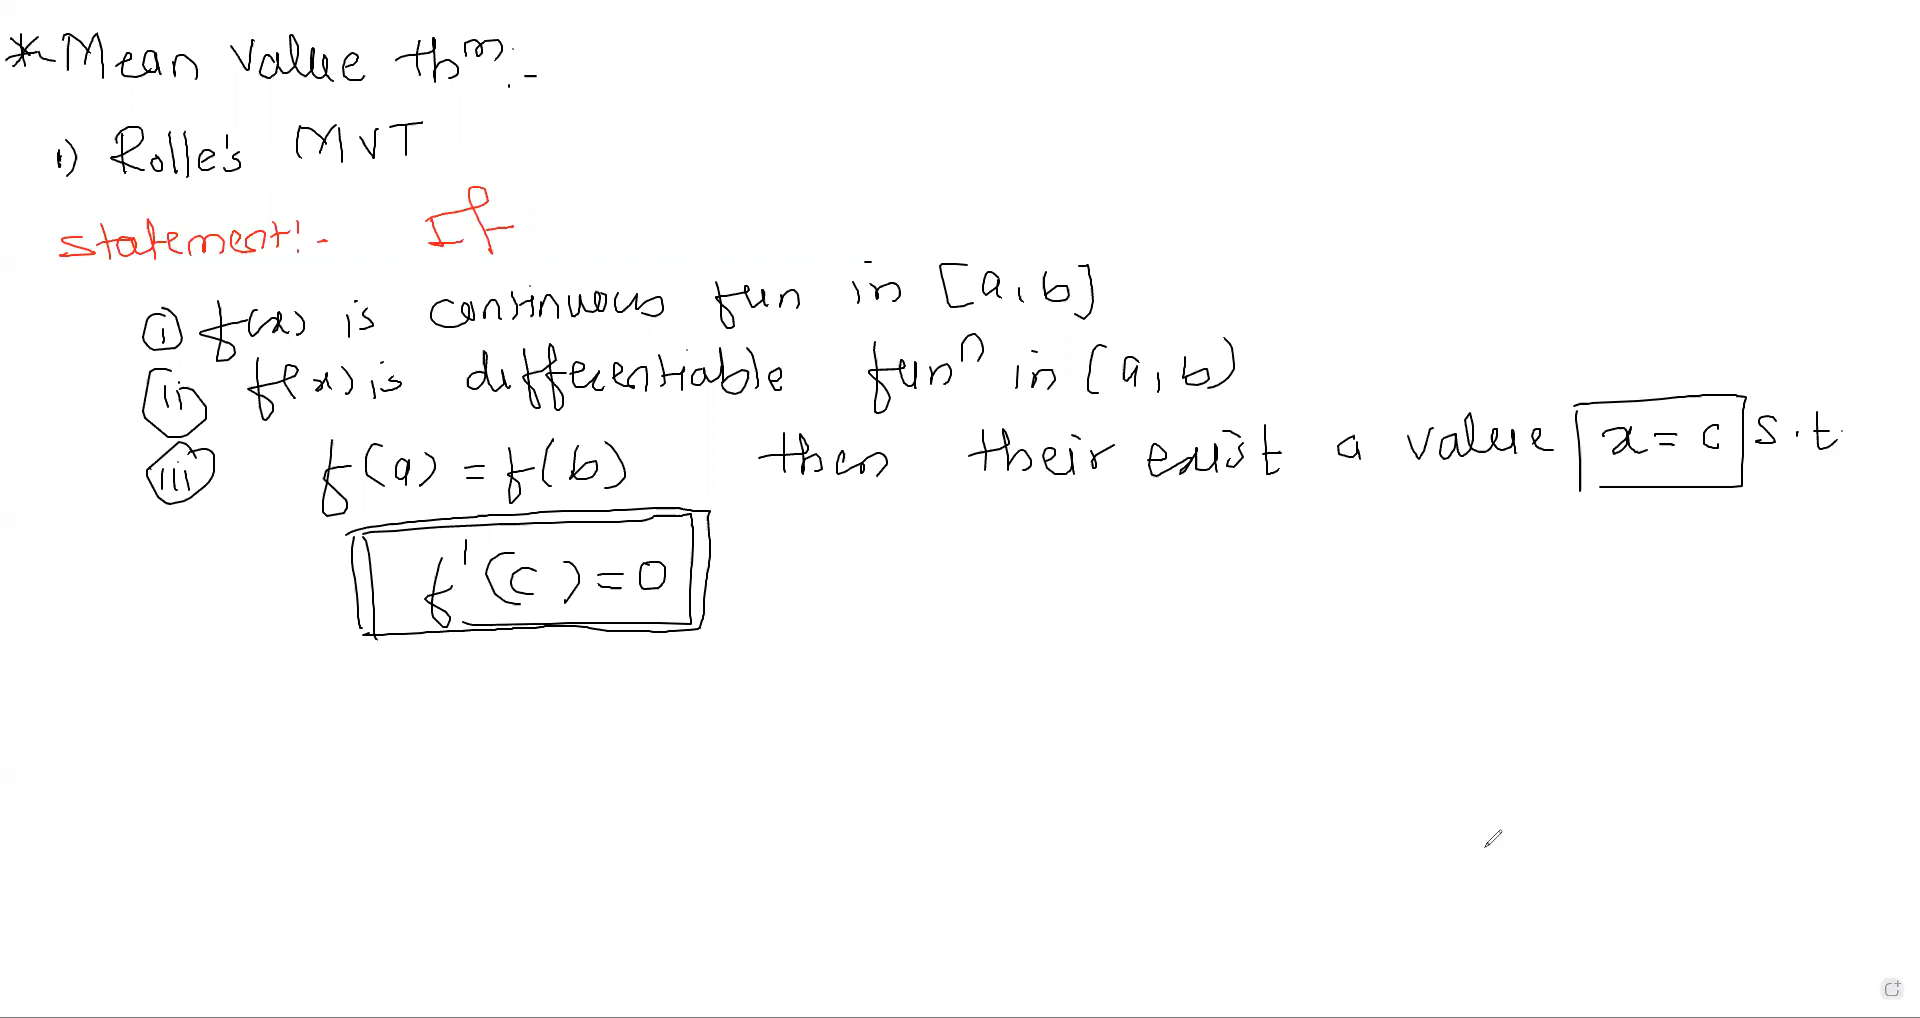 * Mean value thm :-
1) Rolle's MVT
statement :- If
(i) f(x) is continuous fun in [a, b]
(ii) f(x) is differentiable funⁿ in (a, b)
(iii) f(a) = f(b) then their exist a value x = c s.t.
f'(c) = 0